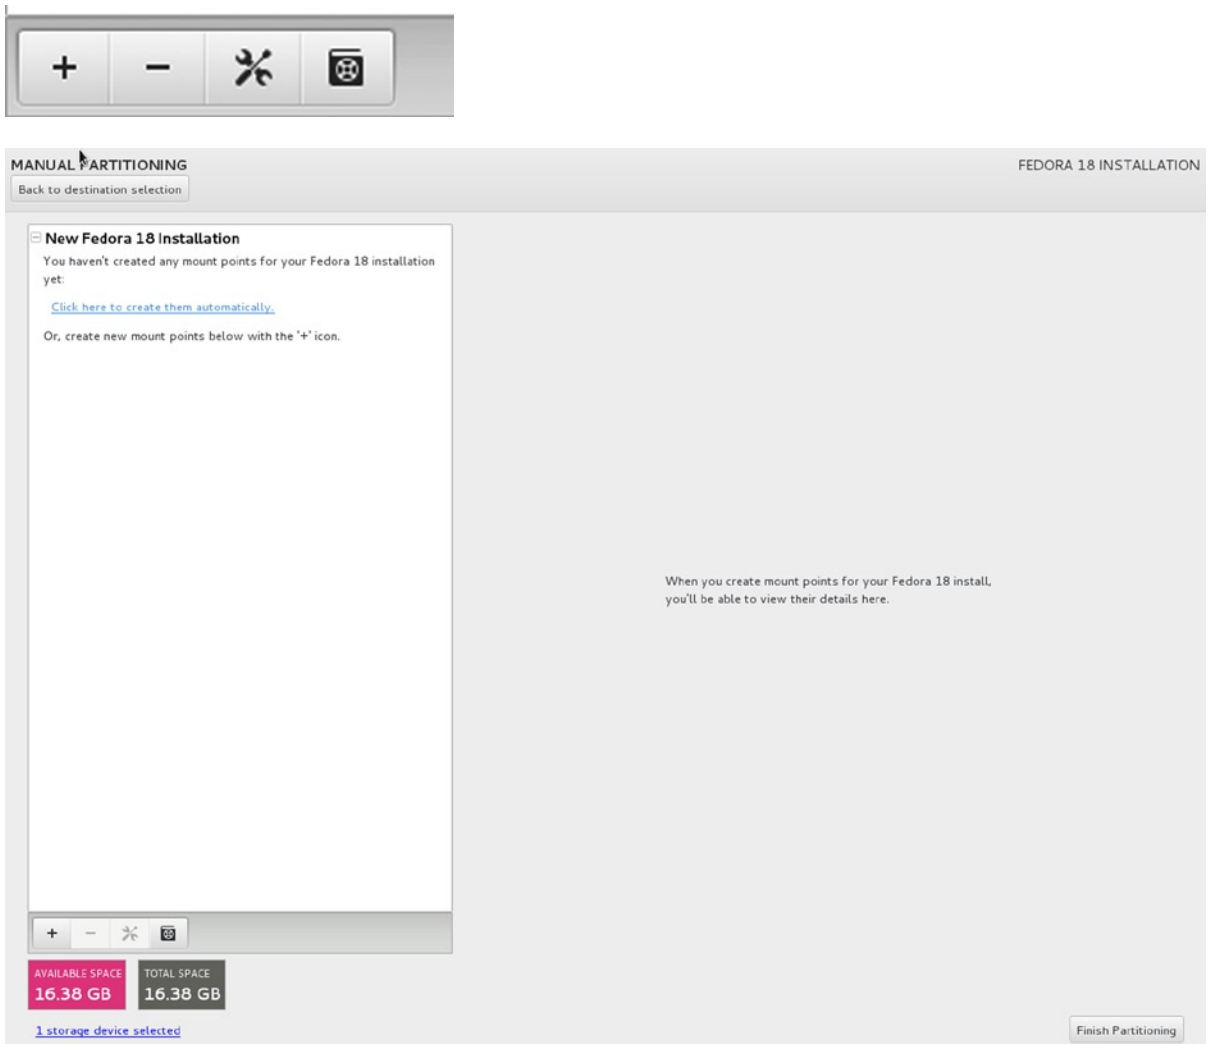 + −
MANUAL PARTITIONING
FEDORA 18 INSTALLATION
Back to destination selection
New Fedora 18 Installation
You haven't created any mount points for your Fedora 18 installation
yet:
Click here to create them automatically.
Or, create new mount points below with the '+' icon.
When you create mount points for your Fedora 18 install,
you'll be able to view their details here.
+ −
AVAILABLE SPACE
16.38 GB
TOTAL SPACE
16.38 GB
1 storage device selected
Finish Partitioning